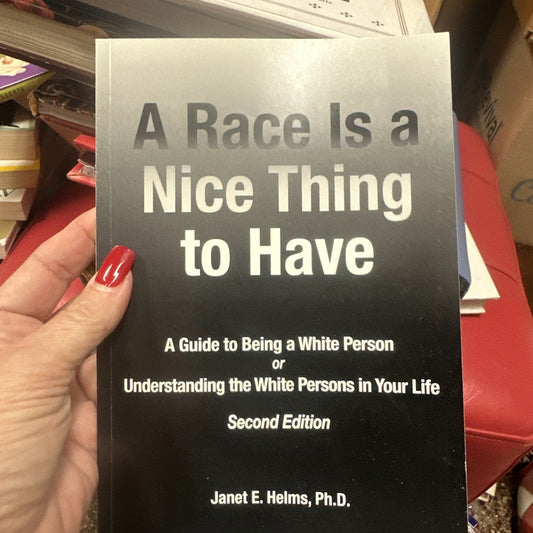 A Race Is a
Nice Thing
to Have
A Guide to Being a White Person
or
Understanding the White Persons in Your Life
Second Edition
Janet E. Helms, Ph.D.